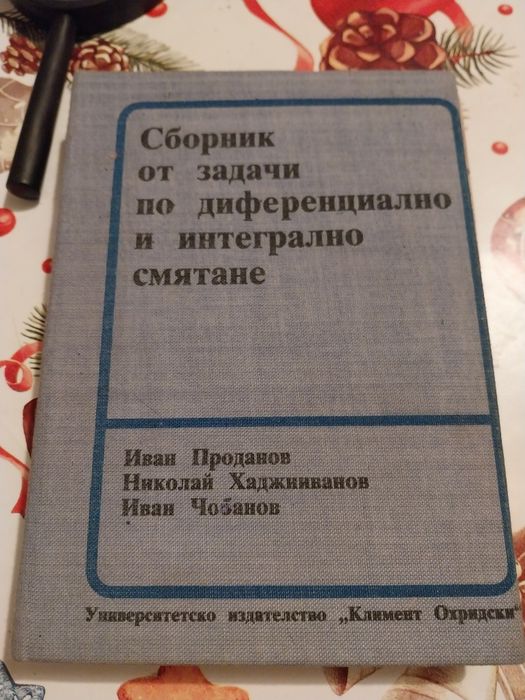 Сборник
от задачи
по диференциално
и интегрално
смятане
Иван Проданов
Николай Хаджииванов
Иван Чобанов
Университетско издателство „Климент Охридски“